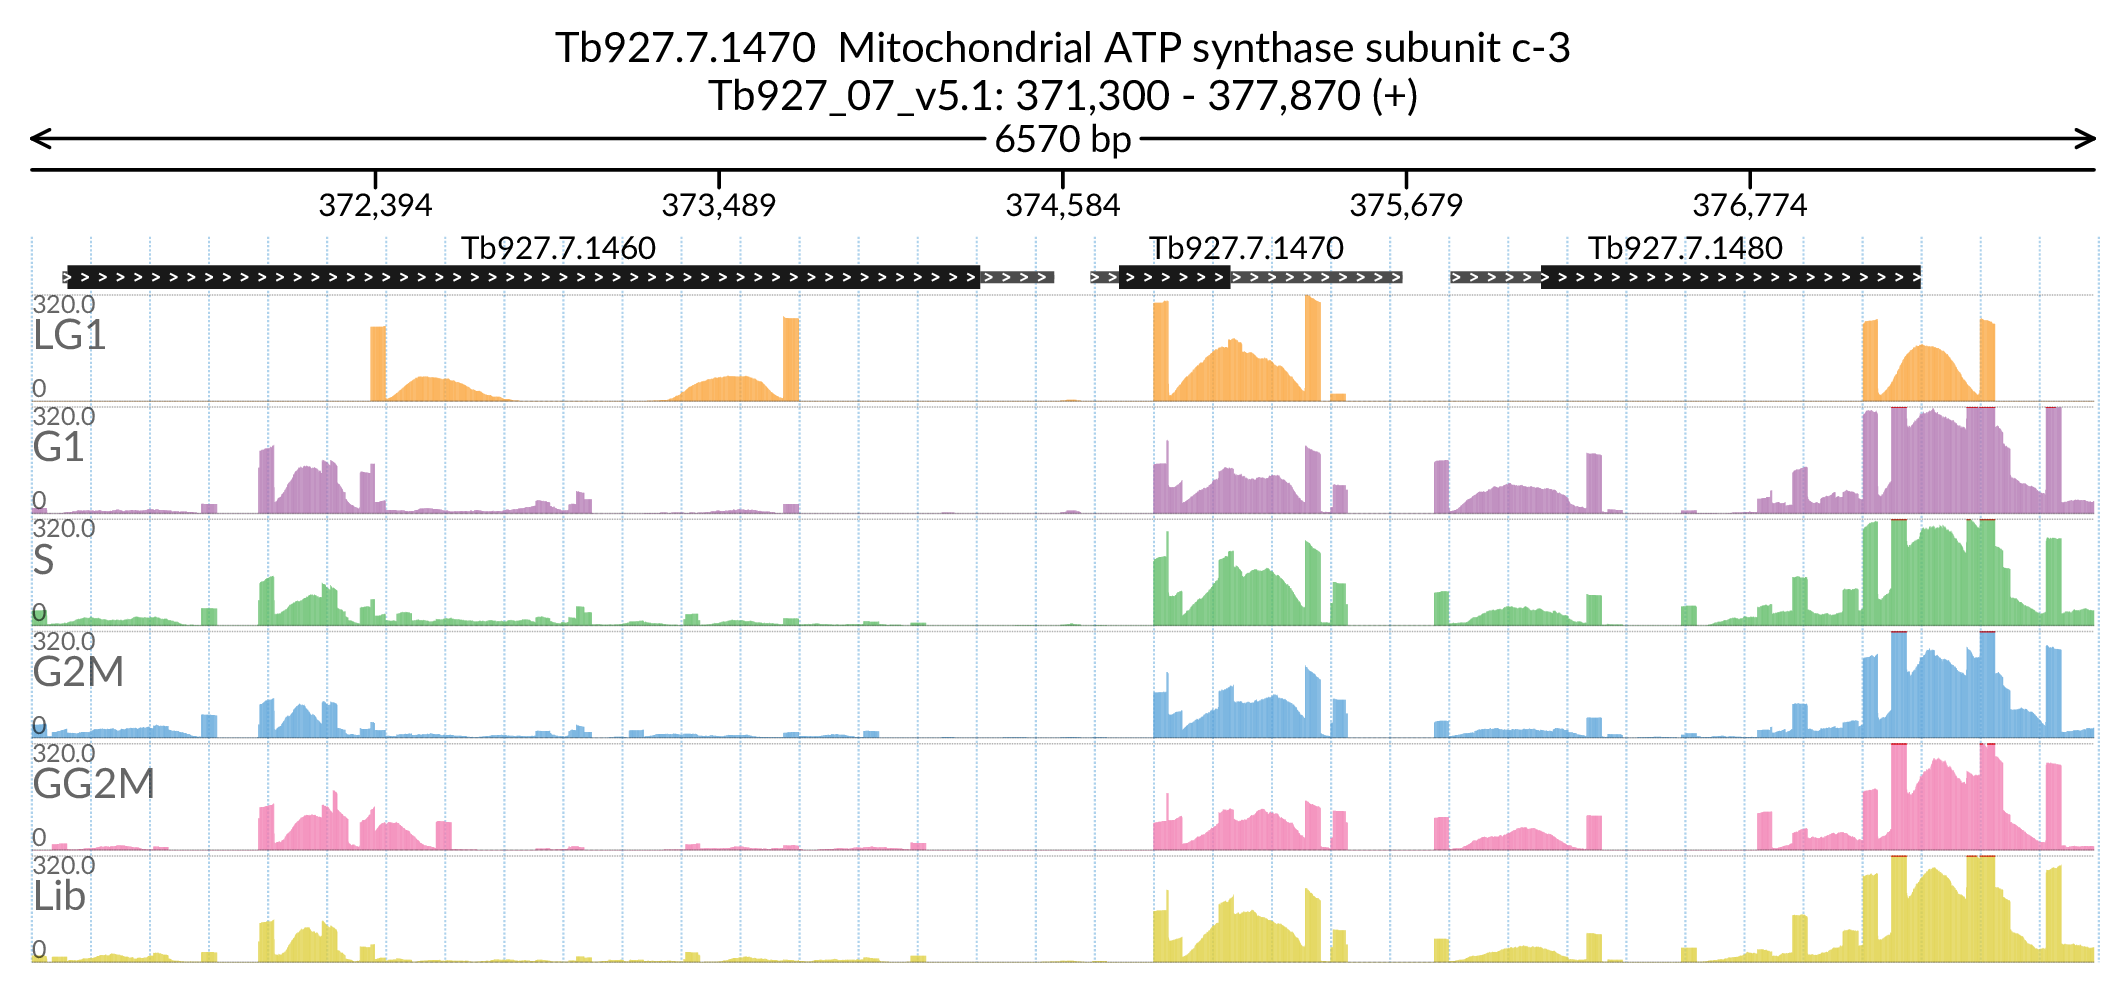 Tb927.7.1470  Mitochondrial ATP synthase subunit c-3
Tb927_07_v5.1: 371,300 - 377,870 (+)
6570 bp
372,394 373,489 374,584 375,679 376,774
Tb927.7.1460 Tb927.7.1470 Tb927.7.1480
320.0
LG1
0
320.0
G1
0
320.0
S
0
320.0
G2M
0
320.0
GG2M
0
320.0
Lib
0